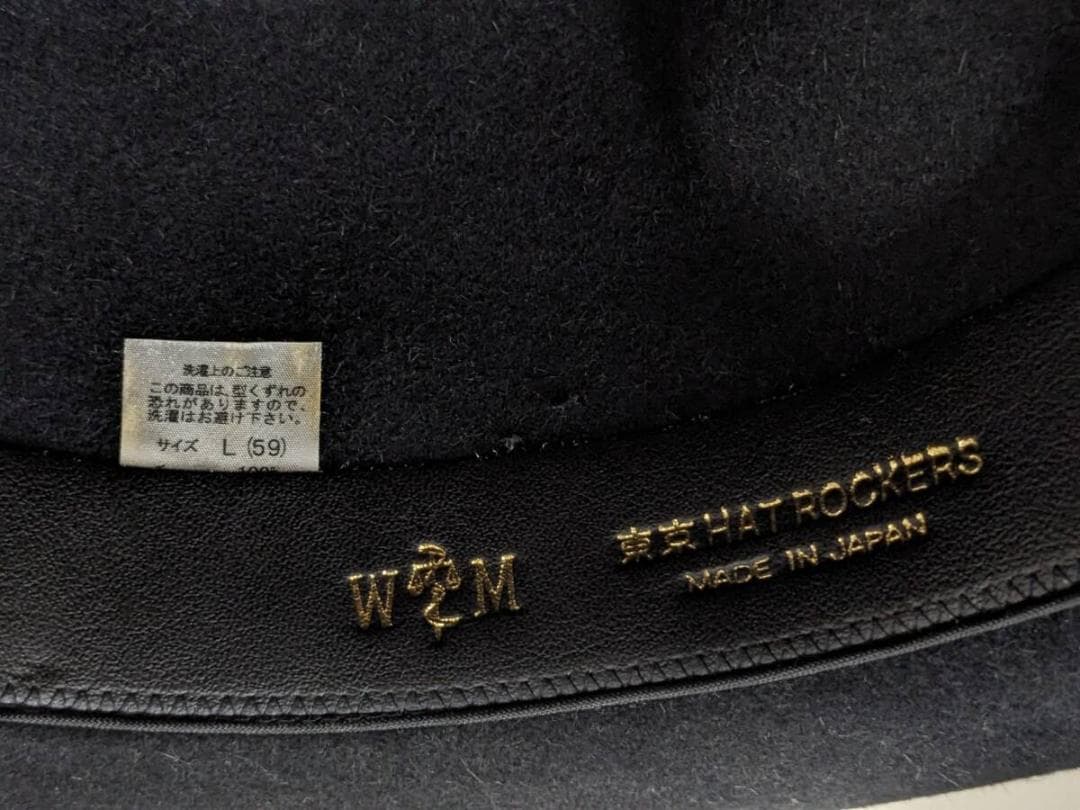 洗濯上のご注意
この商品は、型くずれの
恐れがありますので、
洗濯はお避け下さい。
サイズ L (59)
W M
東京 HAT ROCKERS
MADE IN JAPAN